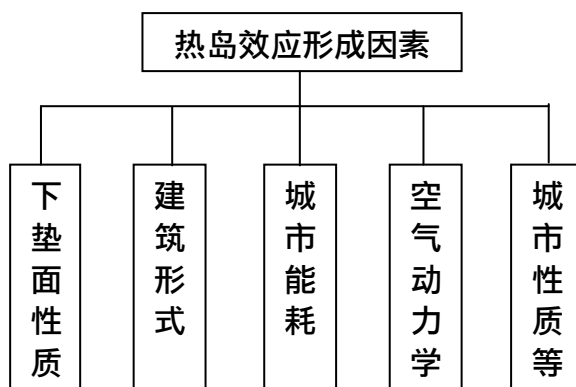 热岛效应形成因素
下垫面性质
建筑形式
城市能耗
空气动力学
城市性质等